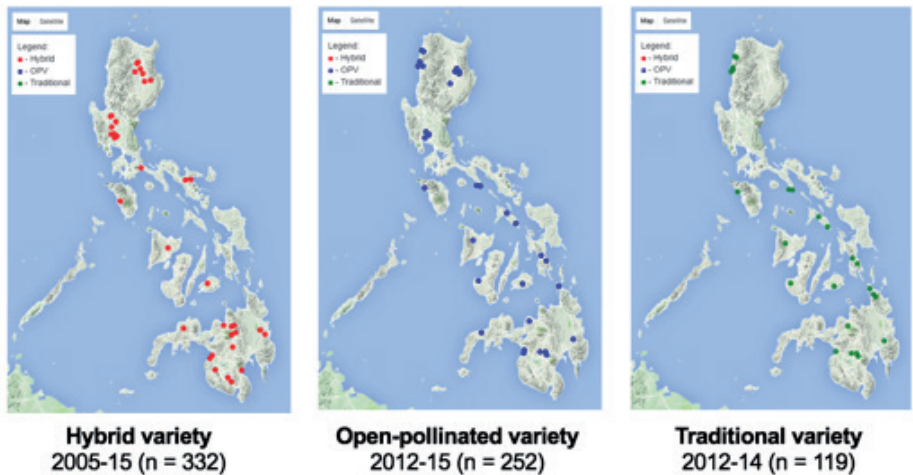 Map Satellite
Legend:
- Hybrid
- OPV
- Traditional
Map Satellite
Legend:
- Hybrid
- OPV
- Traditional
Map Satellite
Legend:
- Hybrid
- OPV
- Traditional
Hybrid variety
2005-15 (n = 332)
Open-pollinated variety
2012-15 (n = 252)
Traditional variety
2012-14 (n = 119)